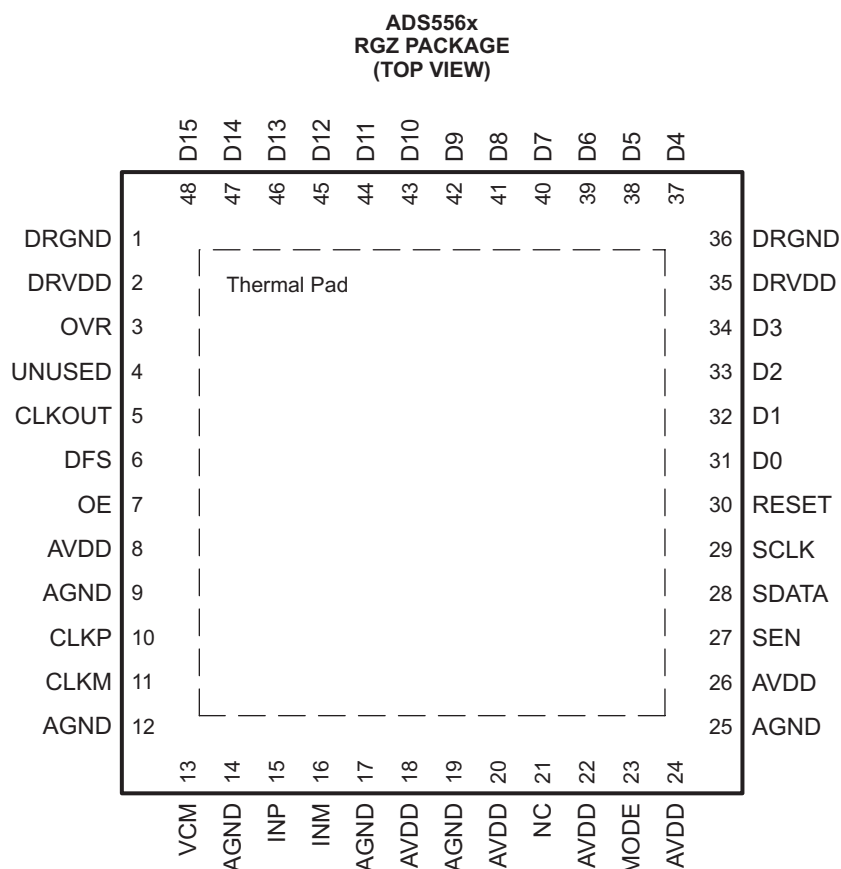 ADS556x
RGZ PACKAGE
(TOP VIEW)
D15 D14 D13 D12 D11 D10 D9 D8 D7 D6 D5 D4
48 47 46 45 44 43 42 41 40 39 38 37
DRGND 1 36 DRGND
DRVDD 2 Thermal Pad 35 DRVDD
OVR 3 34 D3
UNUSED 4 33 D2
CLKOUT 5 32 D1
DFS 6 31 D0
OE 7 30 RESET
AVDD 8 29 SCLK
AGND 9 28 SDATA
CLKP 10 27 SEN
CLKM 11 26 AVDD
AGND 12 25 AGND
13 14 15 16 17 18 19 20 21 22 23 24
VCM AGND INP INM AGND AVDD AGND AVDD NC AVDD MODE AVDD